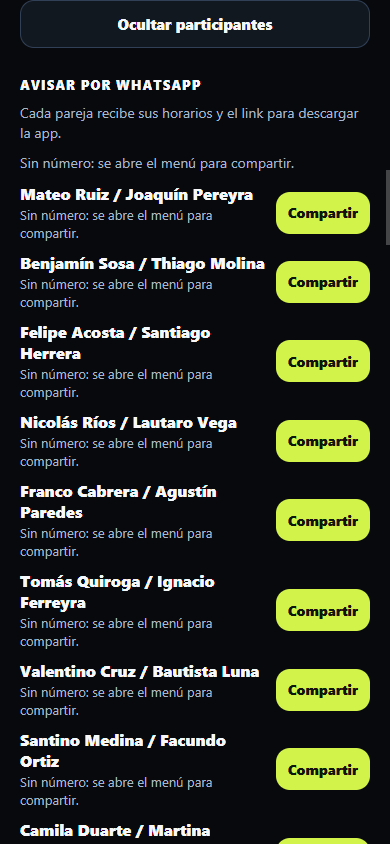 Ocultar participantes
AVISAR POR WHATSAPP
Cada pareja recibe sus horarios y el link para descargar
la app.
Sin número: se abre el menú para compartir.
Mateo Ruiz / Joaquín Pereyra
Sin número: se abre el menú para
compartir.
Compartir
Benjamín Sosa / Thiago Molina
Sin número: se abre el menú para
compartir.
Compartir
Felipe Acosta / Santiago
Herrera
Sin número: se abre el menú para
compartir.
Compartir
Nicolás Ríos / Lautaro Vega
Sin número: se abre el menú para
compartir.
Compartir
Franco Cabrera / Agustín
Paredes
Sin número: se abre el menú para
compartir.
Compartir
Tomás Quiroga / Ignacio
Ferreyra
Sin número: se abre el menú para
compartir.
Compartir
Valentino Cruz / Bautista Luna
Sin número: se abre el menú para
compartir.
Compartir
Santino Medina / Facundo
Ortiz
Sin número: se abre el menú para
compartir.
Compartir
Camila Duarte / Martina